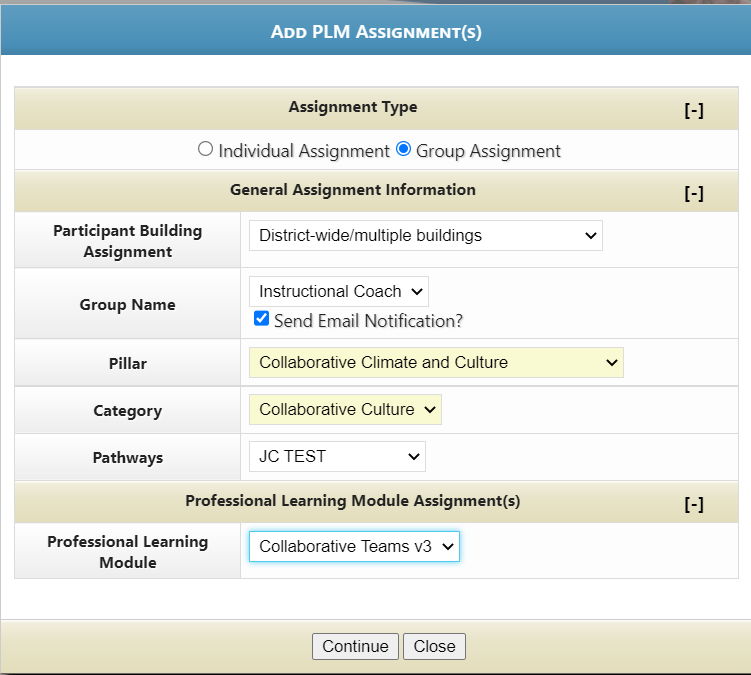 Add PLM Assignment(s)
Assignment Type [-]
Individual Assignment Group Assignment
General Assignment Information [-]
Participant Building
Assignment
District-wide/multiple buildings
Group Name
Instructional Coach
Send Email Notification?
Pillar
Collaborative Climate and Culture
Category
Collaborative Culture
Pathways
JC TEST
Professional Learning Module Assignment(s) [-]
Professional Learning
Module
Collaborative Teams v3
Continue Close